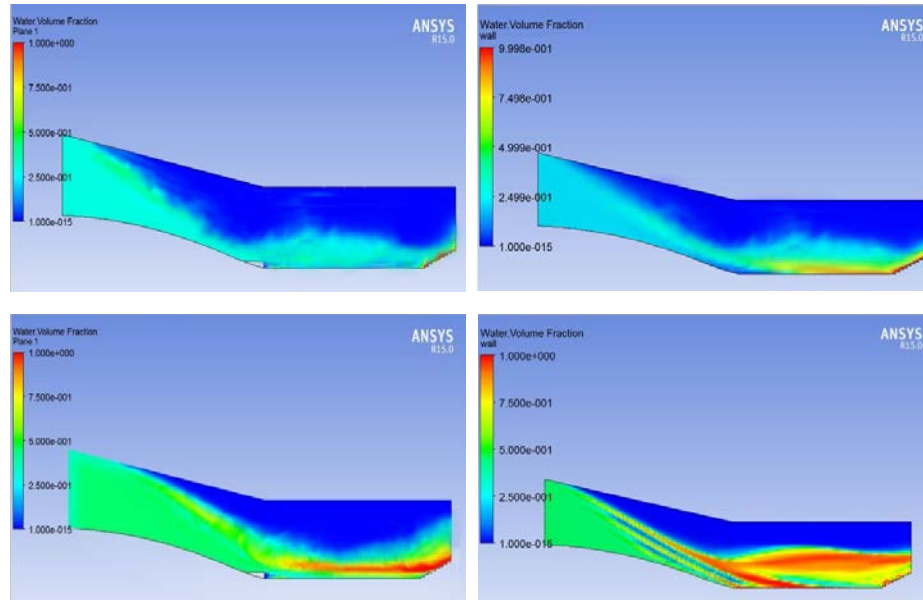 Water.Volume Fraction
Plane 1
1.000e+000
7.500e-001
5.000e-001
2.500e-001
1.000e-015
ANSYS
R15.0
Water.Volume Fraction
wall
9.998e-001
7.498e-001
4.999e-001
2.499e-001
1.000e-015
ANSYS
R15.0
Water.Volume Fraction
Plane 1
1.000e+000
7.500e-001
5.000e-001
2.500e-001
1.000e-015
ANSYS
R15.0
Water.Volume Fraction
wall
1.000e+000
7.500e-001
5.000e-001
2.500e-001
1.000e-015
ANSYS
R15.0